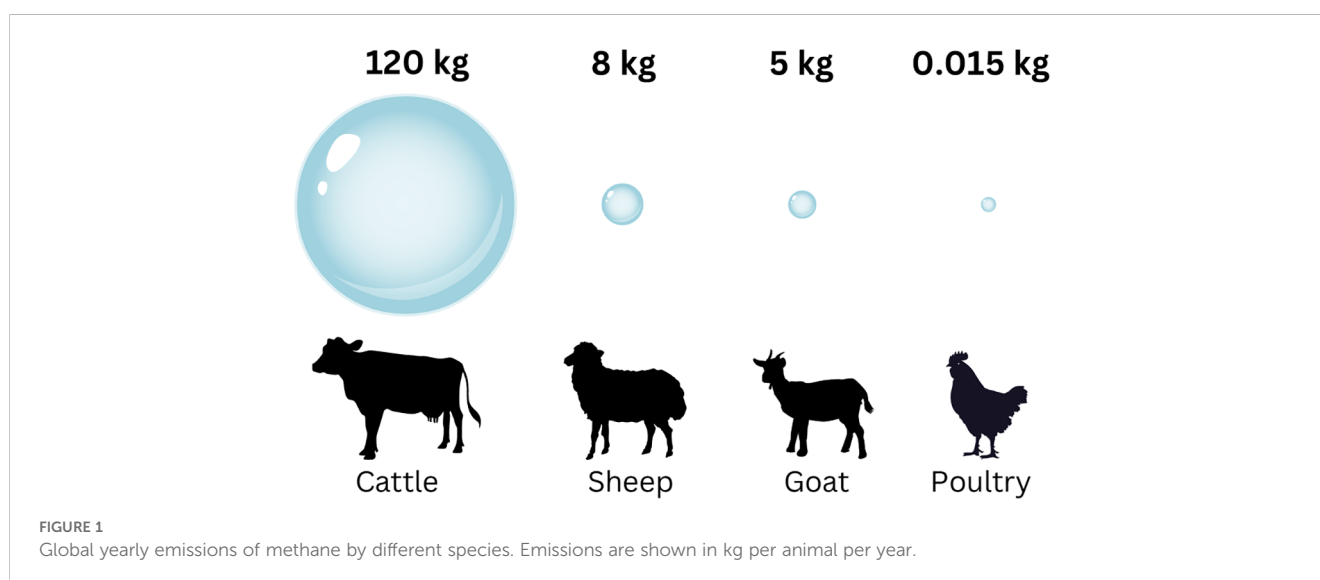 120 kg 8 kg 5 kg 0.015 kg
Cattle Sheep Goat Poultry
FIGURE 1
Global yearly emissions of methane by different species. Emissions are shown in kg per animal per year.